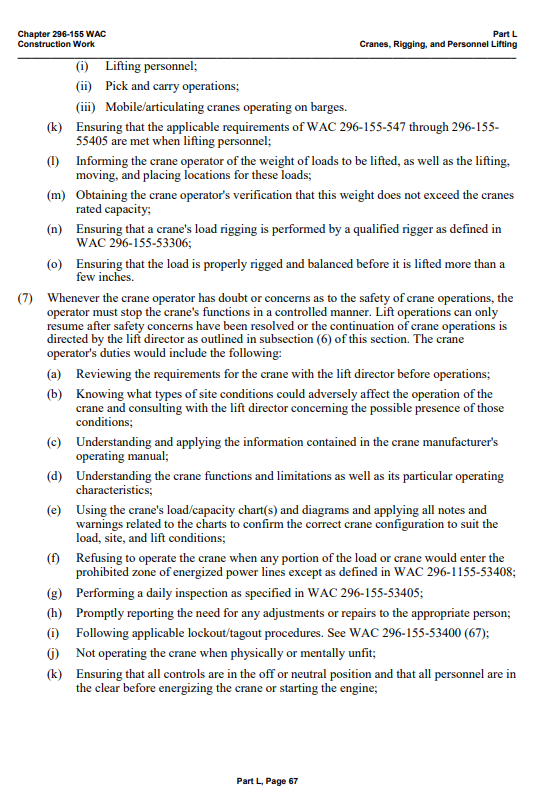 Chapter 296-155 WAC
Part L
Construction Work
Cranes, Rigging, and Personnel Lifting
(i) Lifting personnel;
(ii) Pick and carry operations;
(iii) Mobile/articulating cranes operating on barges.
(k) Ensuring that the applicable requirements of WAC 296-155-547 through 296-155-
55405 are met when lifting personnel;
(l) Informing the crane operator of the weight of loads to be lifted, as well as the lifting,
moving, and placing locations for these loads;
(m) Obtaining the crane operator's verification that this weight does not exceed the cranes
rated capacity;
(n) Ensuring that a crane's load rigging is performed by a qualified rigger as defined in
WAC 296-155-53306;
(o) Ensuring that the load is properly rigged and balanced before it is lifted more than a
few inches.
(7) Whenever the crane operator has doubt or concerns as to the safety of crane operations, the
operator must stop the crane's functions in a controlled manner. Lift operations can only
resume after safety concerns have been resolved or the continuation of crane operations is
directed by the lift director as outlined in subsection (6) of this section. The crane
operator's duties would include the following:
(a) Reviewing the requirements for the crane with the lift director before operations;
(b) Knowing what types of site conditions could adversely affect the operation of the
crane and consulting with the lift director concerning the possible presence of those
conditions;
(c) Understanding and applying the information contained in the crane manufacturer's
operating manual;
(d) Understanding the crane functions and limitations as well as its particular operating
characteristics;
(e) Using the crane's load/capacity chart(s) and diagrams and applying all notes and
warnings related to the charts to confirm the correct crane configuration to suit the
load, site, and lift conditions;
(f) Refusing to operate the crane when any portion of the load or crane would enter the
prohibited zone of energized power lines except as defined in WAC 296-1155-53408;
(g) Performing a daily inspection as specified in WAC 296-155-53405;
(h) Promptly reporting the need for any adjustments or repairs to the appropriate person;
(i) Following applicable lockout/tagout procedures. See WAC 296-155-53400 (67);
(j) Not operating the crane when physically or mentally unfit;
(k) Ensuring that all controls are in the off or neutral position and that all personnel are in
the clear before energizing the crane or starting the engine;
Part L, Page 67